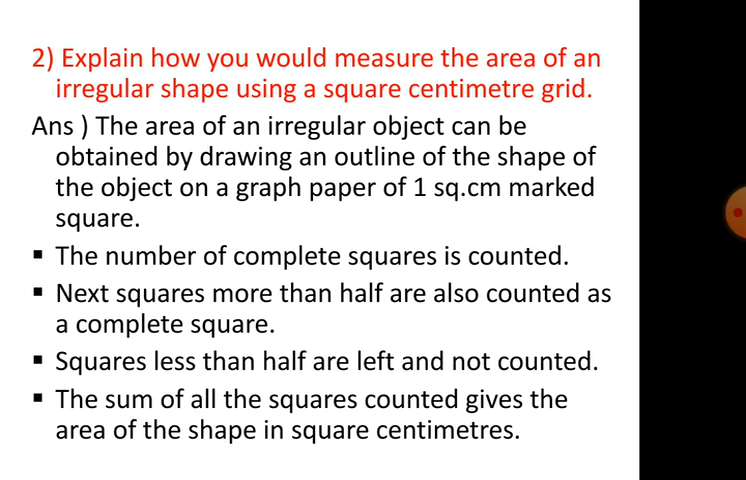 2) Explain how you would measure the area of an
irregular shape using a square centimetre grid.
Ans ) The area of an irregular object can be
obtained by drawing an outline of the shape of
the object on a graph paper of 1 sq.cm marked
square.
▪ The number of complete squares is counted.
▪ Next squares more than half are also counted as
a complete square.
▪ Squares less than half are left and not counted.
▪ The sum of all the squares counted gives the
area of the shape in square centimetres.